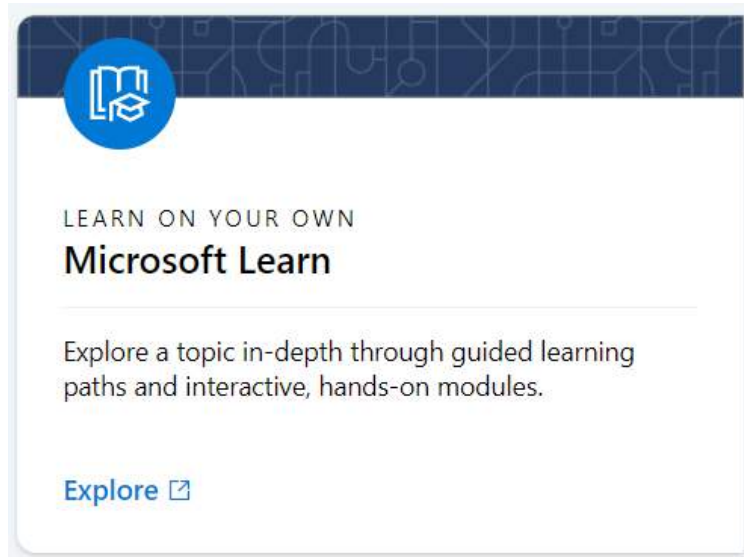 LEARN ON YOUR OWN
Microsoft Learn
Explore a topic in-depth through guided learning
paths and interactive, hands-on modules.
Explore